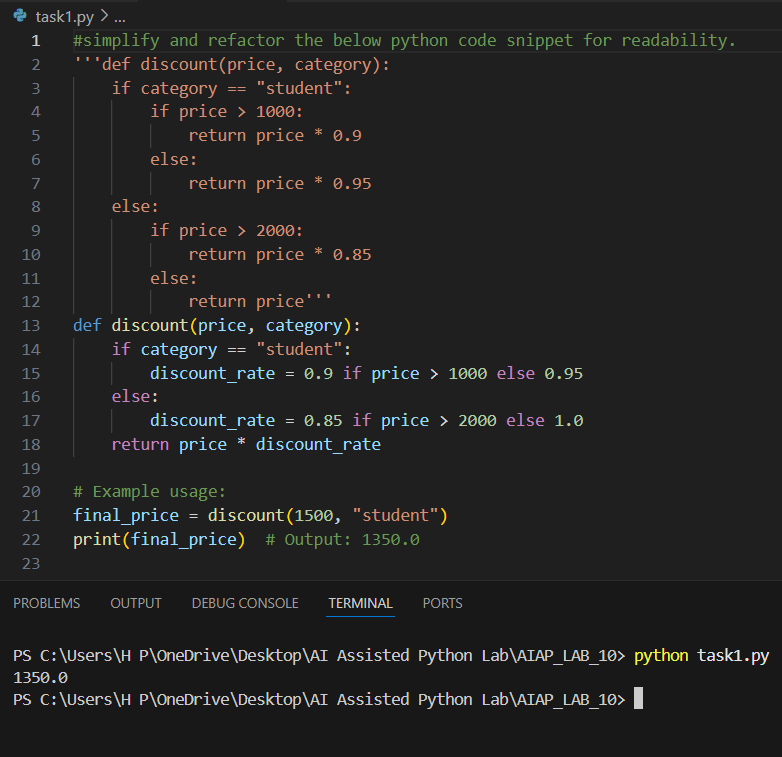 task1.py > ...
1 #simplify and refactor the below python code snippet for readability.
2 '''def discount(price, category):
3     if category == "student":
4         if price > 1000:
5             return price * 0.9
6         else:
7             return price * 0.95
8     else:
9         if price > 2000:
10             return price * 0.85
11         else:
12             return price'''
13 def discount(price, category):
14     if category == "student":
15         discount_rate = 0.9 if price > 1000 else 0.95
16     else:
17         discount_rate = 0.85 if price > 2000 else 1.0
18     return price * discount_rate
19
20 # Example usage:
21 final_price = discount(1500, "student")
22 print(final_price)  # Output: 1350.0
23
PROBLEMS OUTPUT DEBUG CONSOLE TERMINAL PORTS
PS C:\Users\H P\OneDrive\Desktop\AI Assisted Python Lab\AIAP_LAB_10> python task1.py
1350.0
PS C:\Users\H P\OneDrive\Desktop\AI Assisted Python Lab\AIAP_LAB_10>